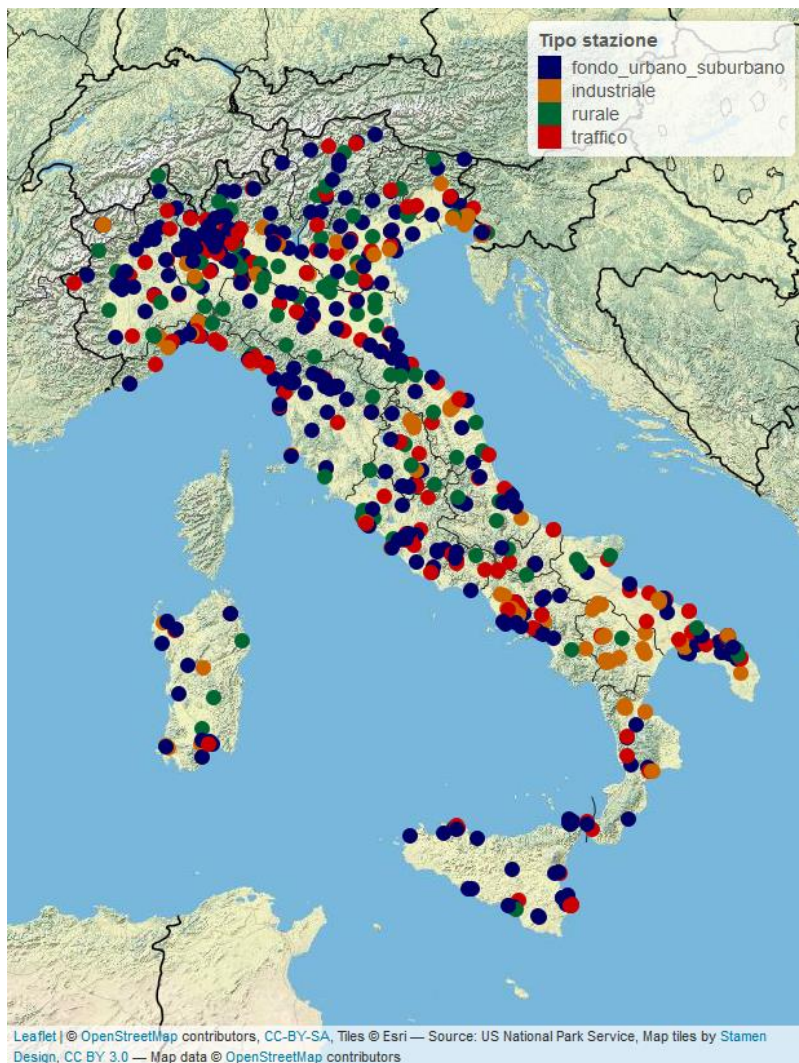 Tipo stazione
fondo_urbano_suburbano
industriale
rurale
traffico
Leaflet | © OpenStreetMap contributors, CC-BY-SA, Tiles © Esri — Source: US National Park Service, Map tiles by Stamen
Design, CC BY 3.0 — Map data © OpenStreetMap contributors